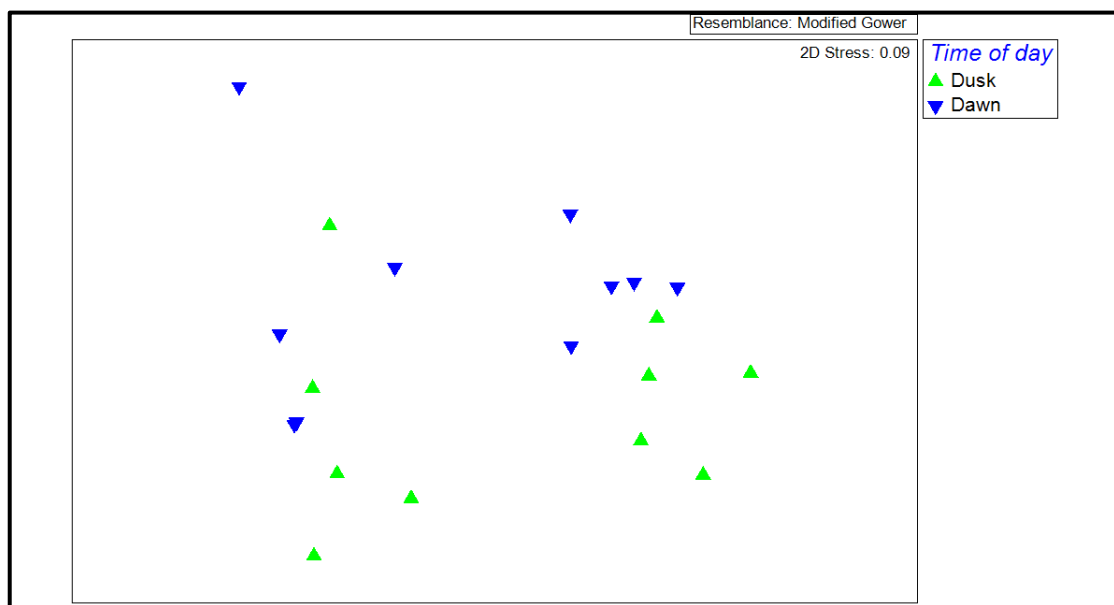 Resemblance: Modified Gower
2D Stress: 0.09
Time of day
Dusk
Dawn